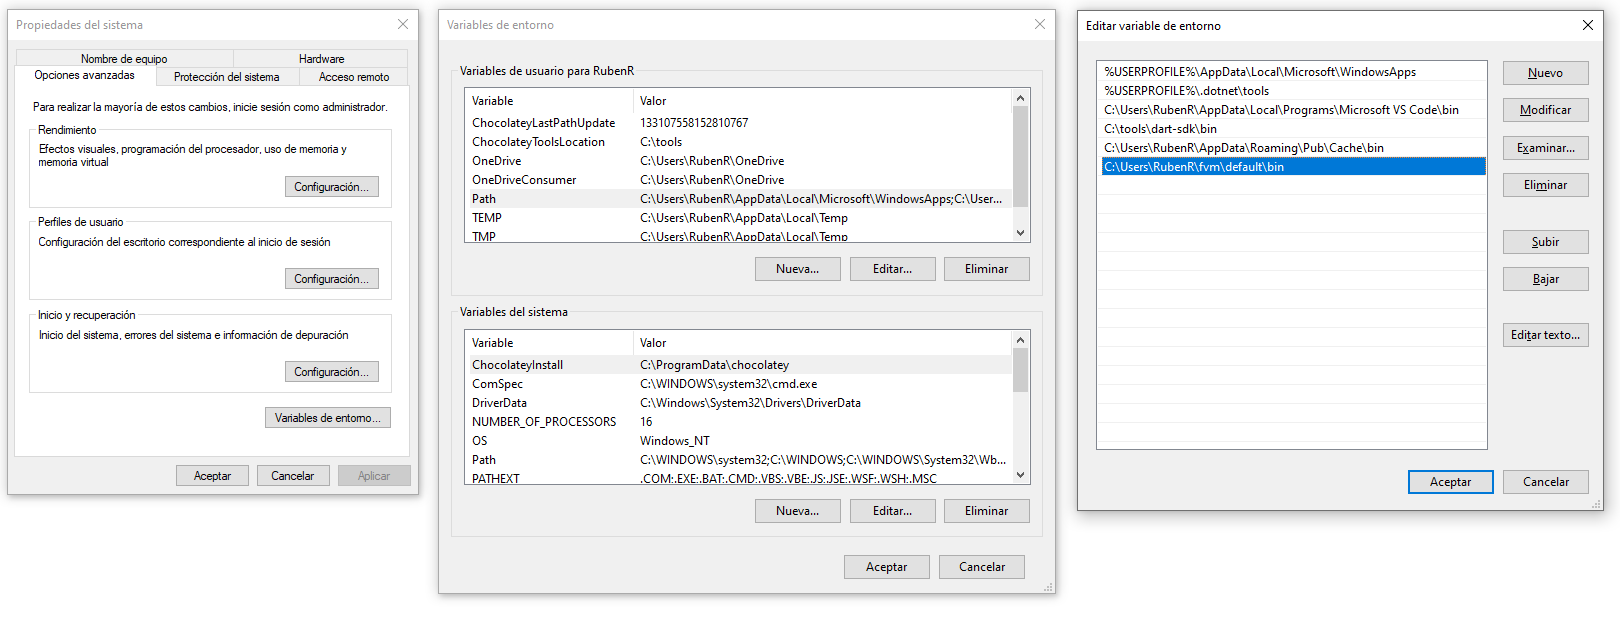 Propiedades del sistema
Nombre de equipo
Hardware
Opciones avanzadas
Protección del sistema
Acceso remoto
Para realizar la mayoría de estos cambios, inicie sesión como administrador.
Rendimiento
Efectos visuales, programación del procesador, uso de memoria y
memoria virtual
Configuración...
Perfiles de usuario
Configuración del escritorio correspondiente al inicio de sesión
Configuración...
Inicio y recuperación
Inicio del sistema, errores del sistema e información de depuración
Configuración...
Variables de entorno...
Aceptar
Cancelar
Aplicar
Variables de entorno
Variables de usuario para RubenR
Variable Valor
ChocolateyLastPathUpdate 133107558152810767
ChocolateyToolsLocation C:\tools
OneDrive C:\Users\RubenR\OneDrive
OneDriveConsumer C:\Users\RubenR\OneDrive
Path C:\Users\RubenR\AppData\Local\Microsoft\WindowsApps;C:\User...
TEMP C:\Users\RubenR\AppData\Local\Temp
TMP C:\Users\RubenR\AppData\Local\Temp
Nueva...
Editar...
Eliminar
Variables del sistema
Variable Valor
ChocolateyInstall C:\ProgramData\chocolatey
ComSpec C:\WINDOWS\system32\cmd.exe
DriverData C:\Windows\System32\Drivers\DriverData
NUMBER_OF_PROCESSORS 16
OS Windows_NT
Path C:\WINDOWS\system32;C:\WINDOWS;C:\WINDOWS\System32\Wb...
PATHEXT .COM;.EXE;.BAT;.CMD;.VBS;.VBE;.JS;.JSE;.WSF;.WSH;.MSC
Nueva...
Editar...
Eliminar
Aceptar
Cancelar
Editar variable de entorno
%USERPROFILE%\AppData\Local\Microsoft\WindowsApps
%USERPROFILE%\.dotnet\tools
C:\Users\RubenR\AppData\Local\Programs\Microsoft VS Code\bin
C:\tools\dart-sdk\bin
C:\Users\RubenR\AppData\Roaming\Pub\Cache\bin
C:\Users\RubenR\fvm\default\bin
Nuevo
Modificar
Examinar...
Eliminar
Subir
Bajar
Editar texto...
Aceptar
Cancelar